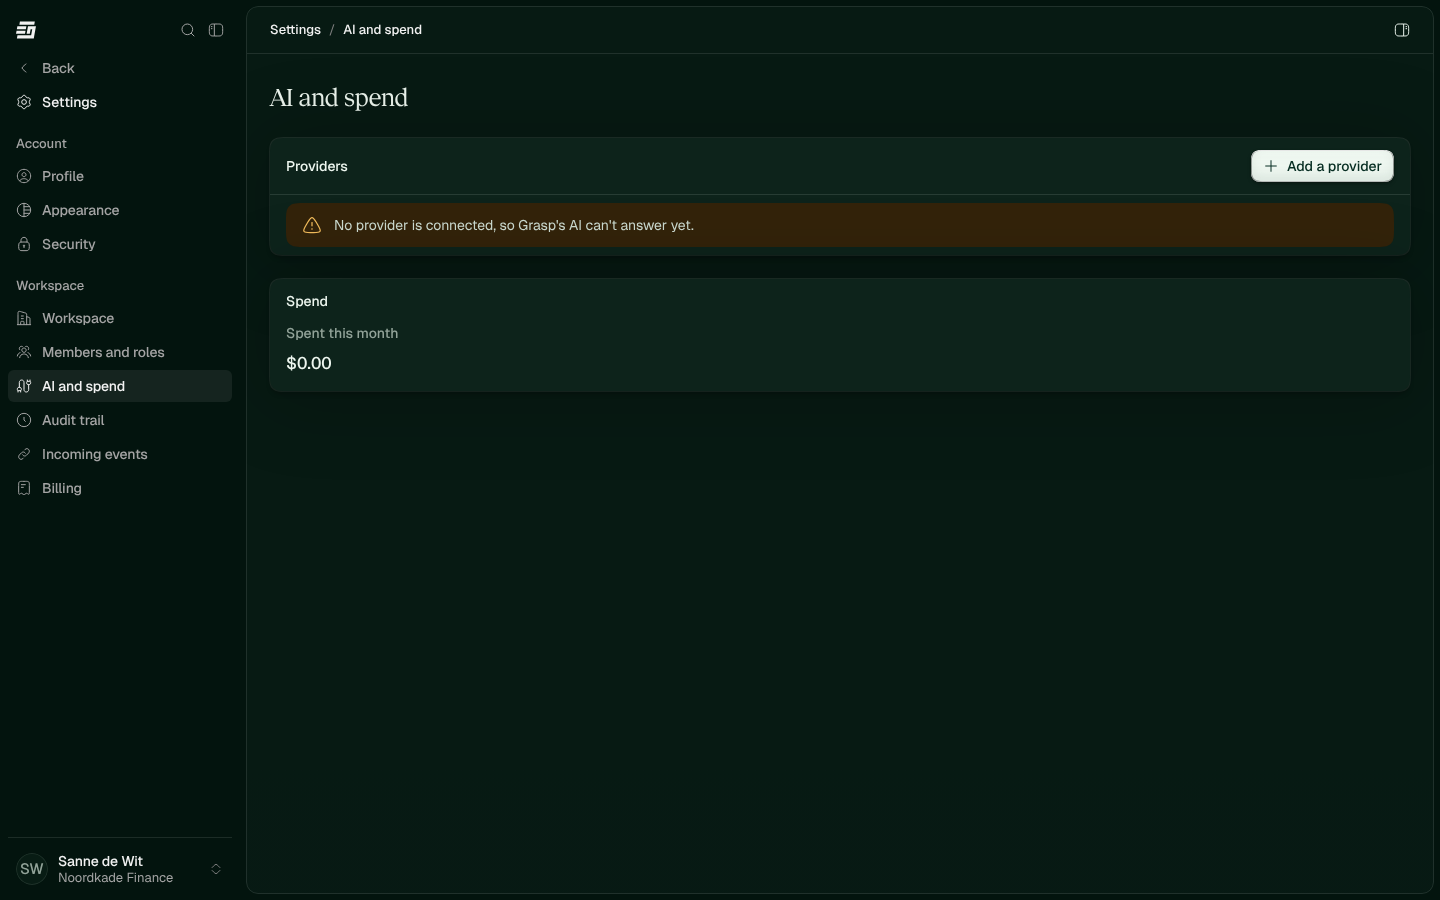 Back
Settings
Account
Profile
Appearance
Security
Workspace
Workspace
Members and roles
AI and spend
Audit trail
Incoming events
Billing
SW
Sanne de Wit
Noordkade Finance
Settings / AI and spend
AI and spend
Providers
Add a provider
No provider is connected, so Grasp's AI can't answer yet.
Spend
Spent this month
$0.00